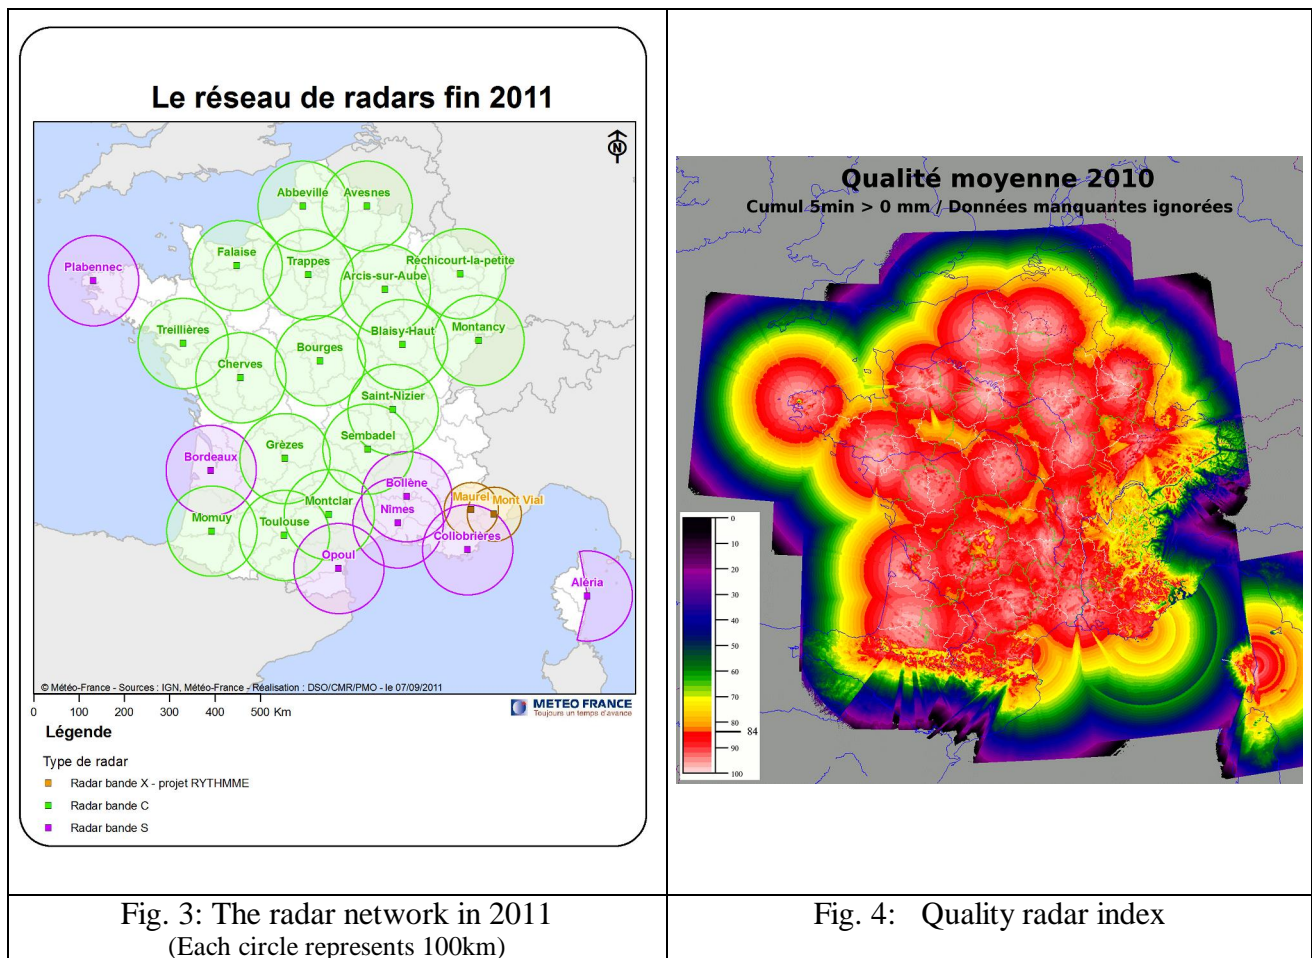 Le réseau de radars fin 2011
N
Abbeville
Avesnes
Falaise
Trappes
Réchicourt-la-petite
Plabennec
Arcis-sur-Aube
Treillières
Blaisy-Haut
Montancy
Bourges
Cherves
Saint-Nizier
Grèzes
Sembadel
Bordeaux
Bollène
Maurel
Mont Vial
Montclar
Nîmes
Momuy
Toulouse
Collobrières
Opoul
Aléria
© Météo-France - Sources : IGN, Météo-France - Réalisation : DSO/CMR/PMO - le 07/09/2011
0 100 200 300 400 500 Km
METEO FRANCE
Toujours un temps d'avance
Légende
Type de radar
Radar bande X - projet RYTHMME
Radar bande C
Radar bande S
Fig. 3: The radar network in 2011
(Each circle represents 100km)
Qualité moyenne 2010
Cumul 5min > 0 mm / Données manquantes ignorées
0
10
20
30
40
50
60
70
80
84
90
100
Fig. 4: Quality radar index